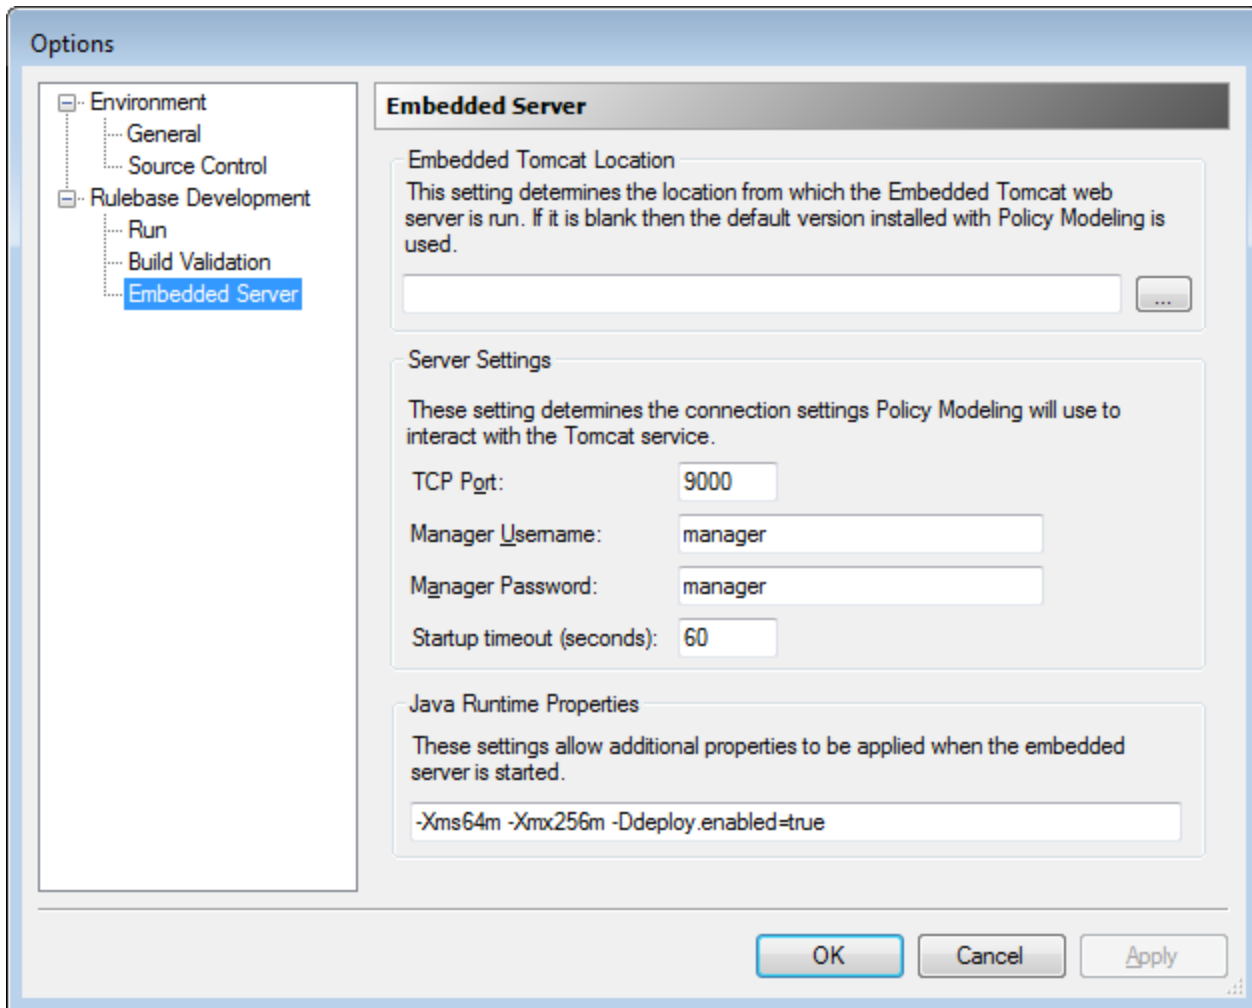 Options
Environment
General
Source Control
Rulebase Development
Run
Build Validation
Embedded Server
Embedded Server
Embedded Tomcat Location
This setting determines the location from which the Embedded Tomcat web
server is run. If it is blank then the default version installed with Policy Modeling is
used.
...
Server Settings
These setting determines the connection settings Policy Modeling will use to
interact with the Tomcat service.
TCP Port: 9000
Manager Username: manager
Manager Password: manager
Startup timeout (seconds): 60
Java Runtime Properties
These settings allow additional properties to be applied when the embedded
server is started.
-Xms64m -Xmx256m -Ddeploy.enabled=true
OK Cancel Apply